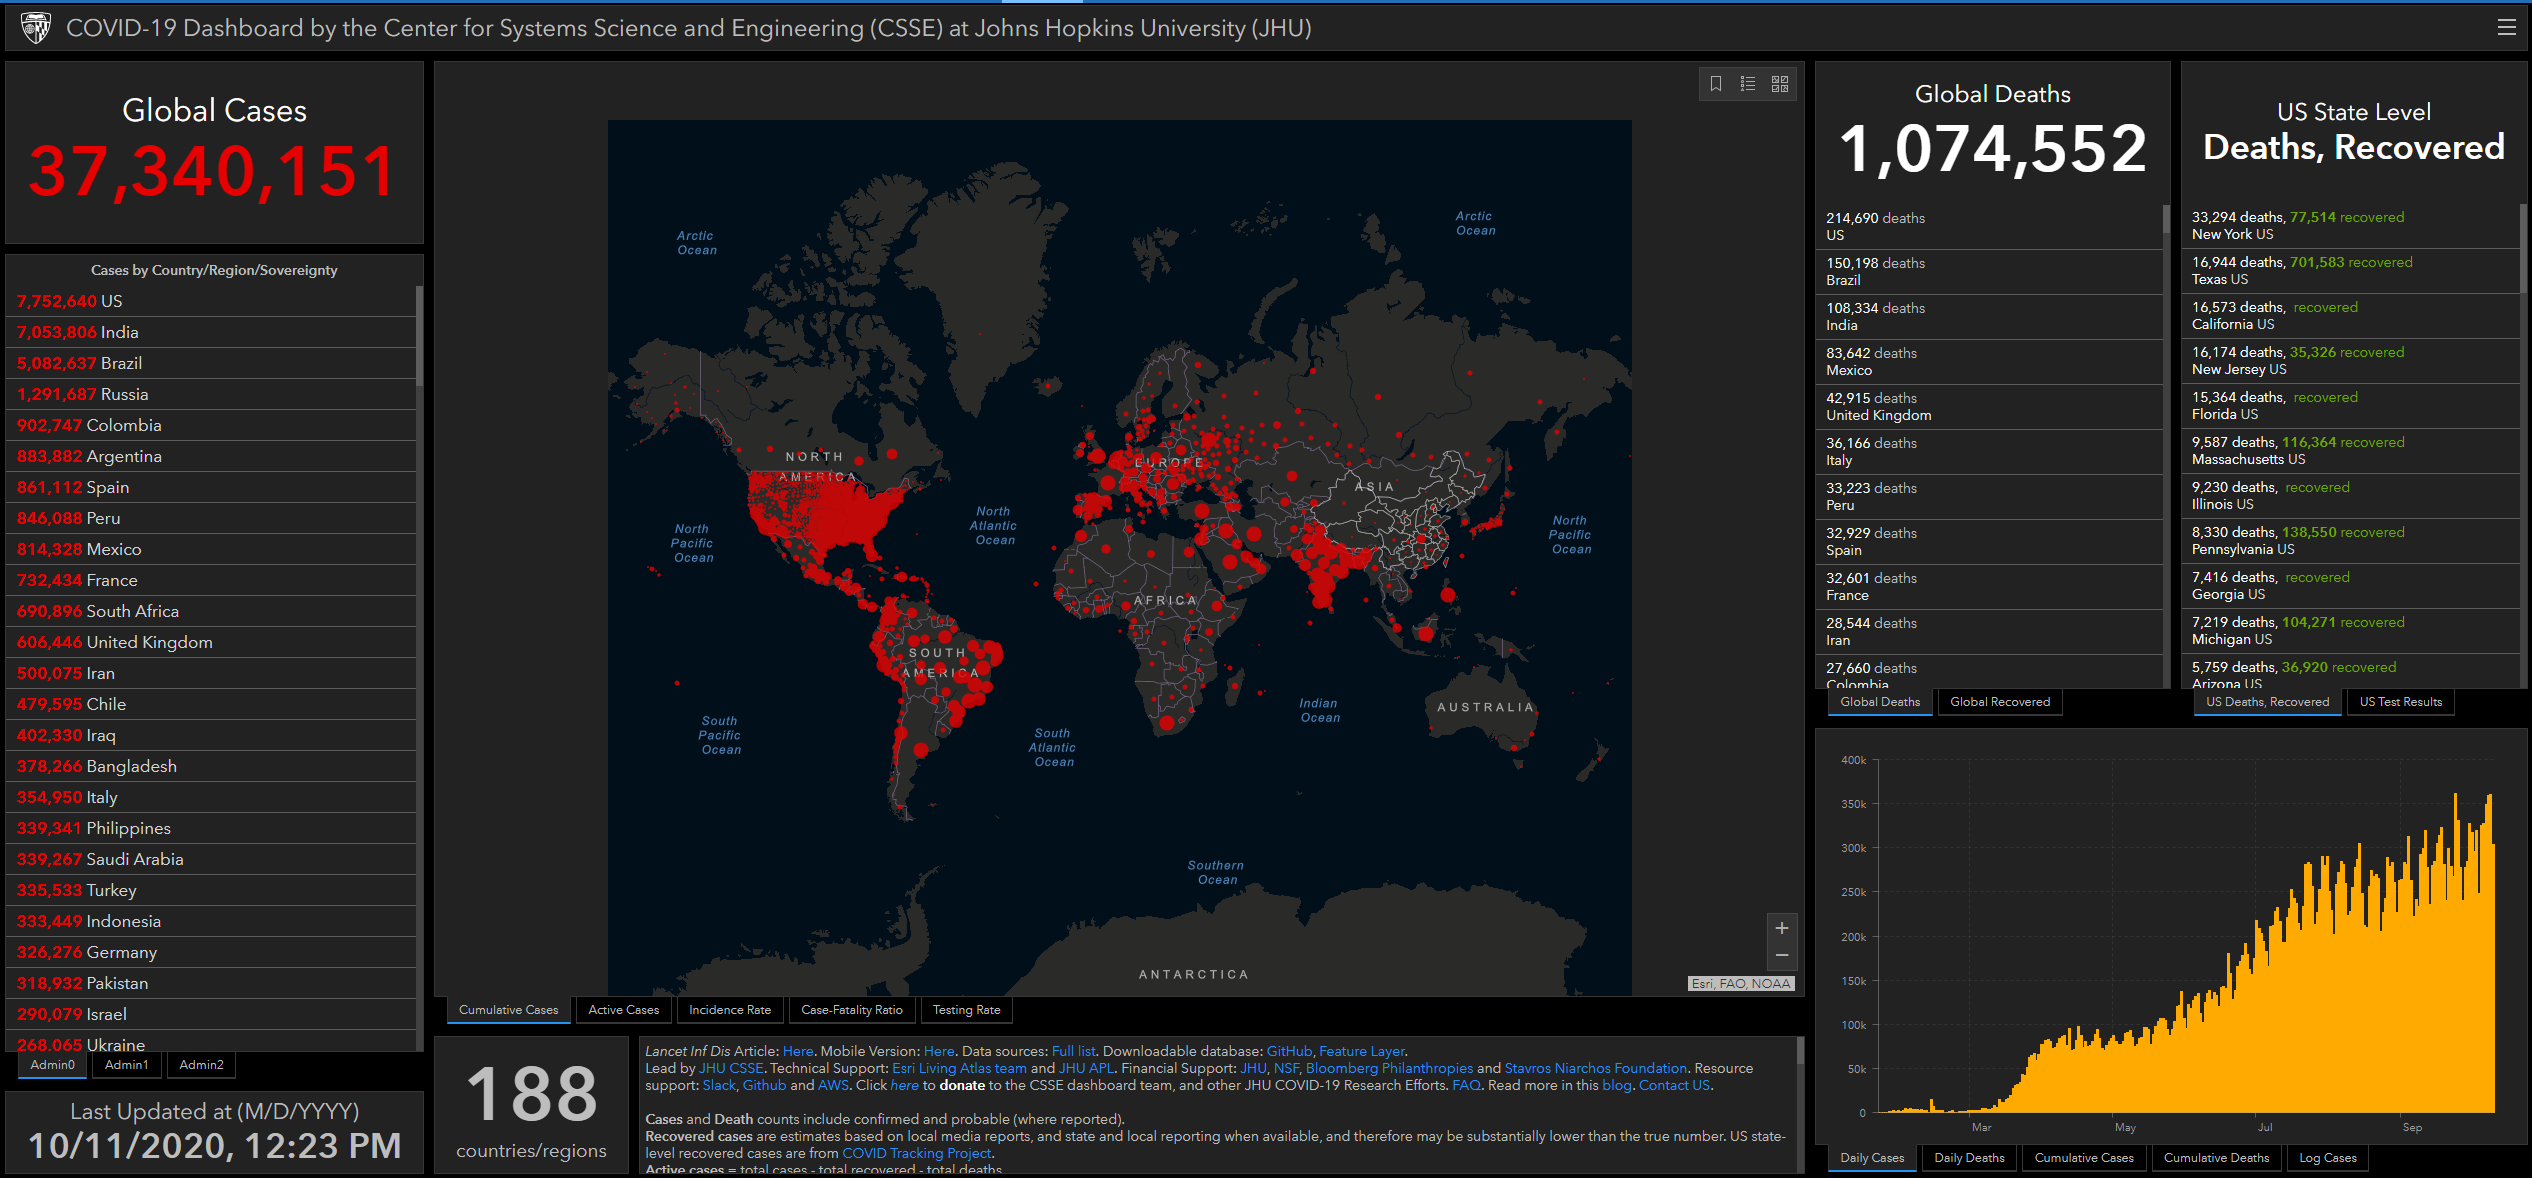 COVID-19 Dashboard by the Center for Systems Science and Engineering (CSSE) at Johns Hopkins University (JHU)
Global Cases
37,340,151
Cases by Country/Region/Sovereignty
7,752,640 US
7,053,806 India
5,082,637 Brazil
1,291,687 Russia
902,747 Colombia
883,882 Argentina
861,112 Spain
846,088 Peru
814,328 Mexico
732,434 France
690,896 South Africa
606,446 United Kingdom
500,075 Iran
479,595 Chile
402,330 Iraq
378,266 Bangladesh
354,950 Italy
339,341 Philippines
339,267 Saudi Arabia
335,533 Turkey
333,449 Indonesia
326,276 Germany
318,932 Pakistan
290,079 Israel
268,065 Ukraine
Admin0
Admin1
Admin2
Last Updated at (M/D/YYYY)
10/11/2020, 12:23 PM
Arctic
Ocean
Arctic
Ocean
NORTH
AMERICA
EUROPE
ASIA
North
Pacific
Ocean
North
Atlantic
Ocean
North
Pacific
Ocean
AFRICA
SOUTH
AMERICA
Indian
Ocean
AUSTRALIA
South
Pacific
Ocean
South
Atlantic
Ocean
Southern
Ocean
ANTARCTICA
+
−
Esri, FAO, NOAA
Cumulative Cases
Active Cases
Incidence Rate
Case-Fatality Ratio
Testing Rate
188
countries/regions
Lancet Inf Dis Article: Here. Mobile Version: Here. Data sources: Full list. Downloadable database: GitHub, Feature Layer.
Lead by JHU CSSE. Technical Support: Esri Living Atlas team and JHU APL. Financial Support: JHU, NSF, Bloomberg Philanthropies and Stavros Niarchos Foundation. Resource
support: Slack, Github and AWS. Click here to donate to the CSSE dashboard team, and other JHU COVID-19 Research Efforts. FAQ. Read more in this blog. Contact US.
Cases and Death counts include confirmed and probable (where reported).
Recovered cases are estimates based on local media reports, and state and local reporting when available, and therefore may be substantially lower than the true number. US state-
level recovered cases are from COVID Tracking Project.
Active cases = total cases - total recovered - total deaths.
Global Deaths
1,074,552
214,690 deaths
US
150,198 deaths
Brazil
108,334 deaths
India
83,642 deaths
Mexico
42,915 deaths
United Kingdom
36,166 deaths
Italy
33,223 deaths
Peru
32,929 deaths
Spain
32,601 deaths
France
28,544 deaths
Iran
27,660 deaths
Colombia
Global Deaths
Global Recovered
US State Level
Deaths, Recovered
33,294 deaths, 77,514 recovered
New York US
16,944 deaths, 701,583 recovered
Texas US
16,573 deaths, recovered
California US
16,174 deaths, 35,326 recovered
New Jersey US
15,364 deaths, recovered
Florida US
9,587 deaths, 116,364 recovered
Massachusetts US
9,230 deaths, recovered
Illinois US
8,330 deaths, 138,550 recovered
Pennsylvania US
7,416 deaths, recovered
Georgia US
7,219 deaths, 104,271 recovered
Michigan US
5,759 deaths, 36,920 recovered
Arizona US
US Deaths, Recovered
US Test Results
400k
350k
300k
250k
200k
150k
100k
50k
0
Mar
May
Jul
Sep
Daily Cases
Daily Deaths
Cumulative Cases
Cumulative Deaths
Log Cases